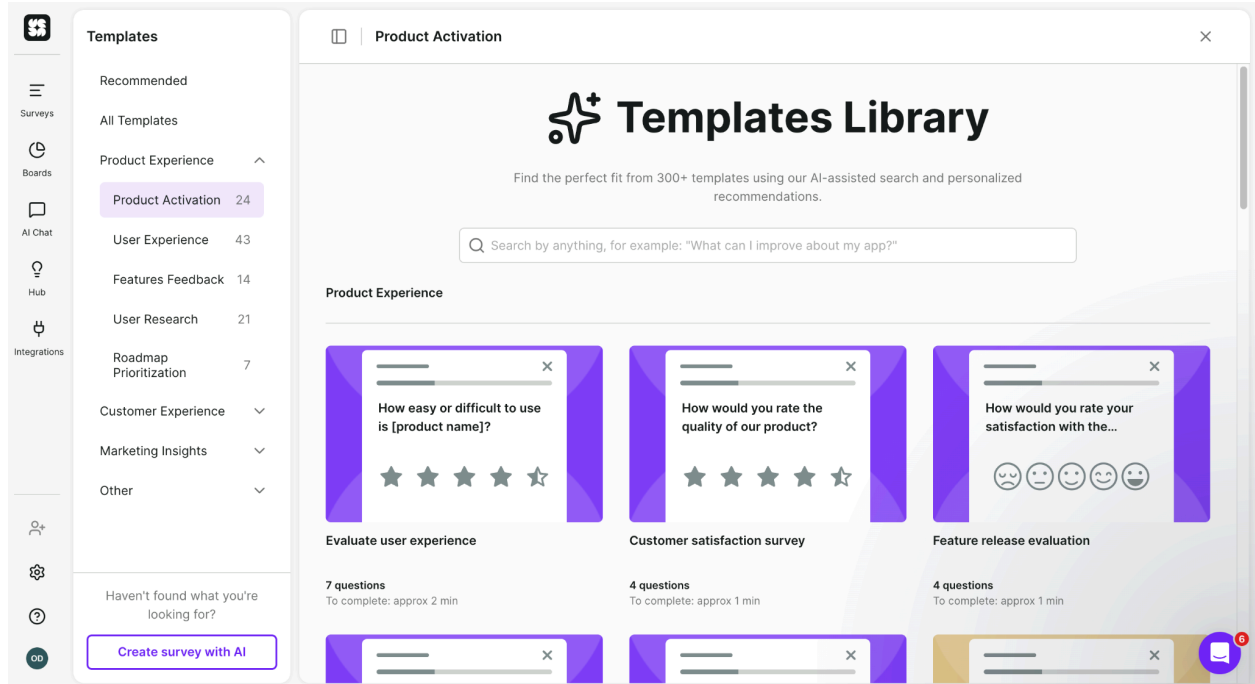 Surveys
Boards
AI Chat
Hub
Integrations
OD
Templates
Recommended
All Templates
Product Experience
Product Activation 24
User Experience 43
Features Feedback 14
User Research 21
Roadmap
Prioritization 7
Customer Experience
Marketing Insights
Other
Haven't found what you're
looking for?
Create survey with AI
Product Activation
Templates Library
Find the perfect fit from 300+ templates using our AI-assisted search and personalized
recommendations.
Search by anything, for example: "What can I improve about my app?"
Product Experience
How easy or difficult to use
is [product name]?
Evaluate user experience
7 questions
To complete: approx 2 min
How would you rate the
quality of our product?
Customer satisfaction survey
4 questions
To complete: approx 1 min
How would you rate your
satisfaction with the...
Feature release evaluation
4 questions
To complete: approx 1 min
6